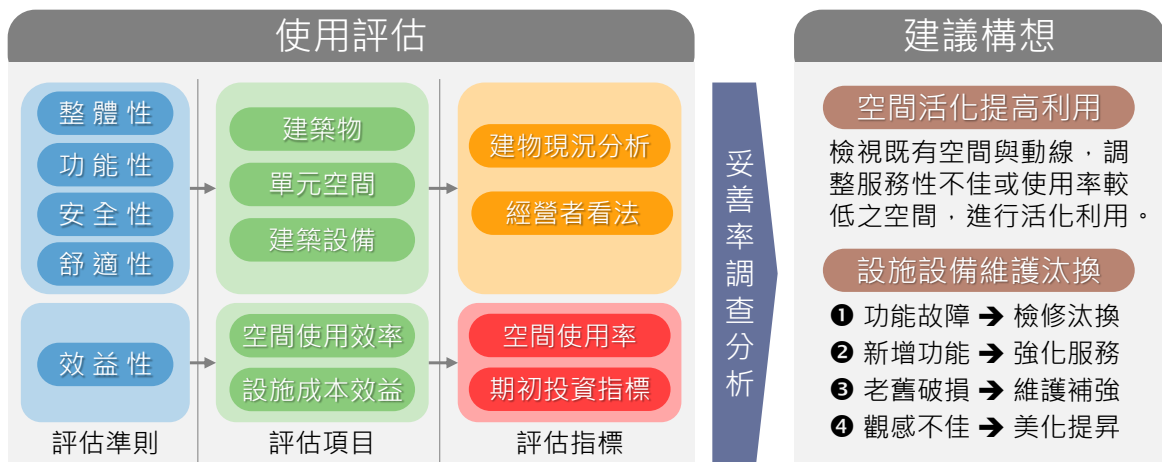 使用評估
整體性
功能性
安全性
舒適性
效益性
評估準則
建築物
單元空間
建築設備
空間使用效率
設施成本效益
評估項目
建物現況分析
經營者看法
空間使用率
期初投資指標
評估指標
妥善率調查分析
建議構想
空間活化提高利用
檢視既有空間與動線，調
整服務性不佳或使用率較
低之空間，進行活化利用。
設施設備維護汰換
❶ 功能故障 ➔ 檢修汰換
❷ 新增功能 ➔ 強化服務
❸ 老舊破損 ➔ 維護補強
❹ 觀感不佳 ➔ 美化提昇